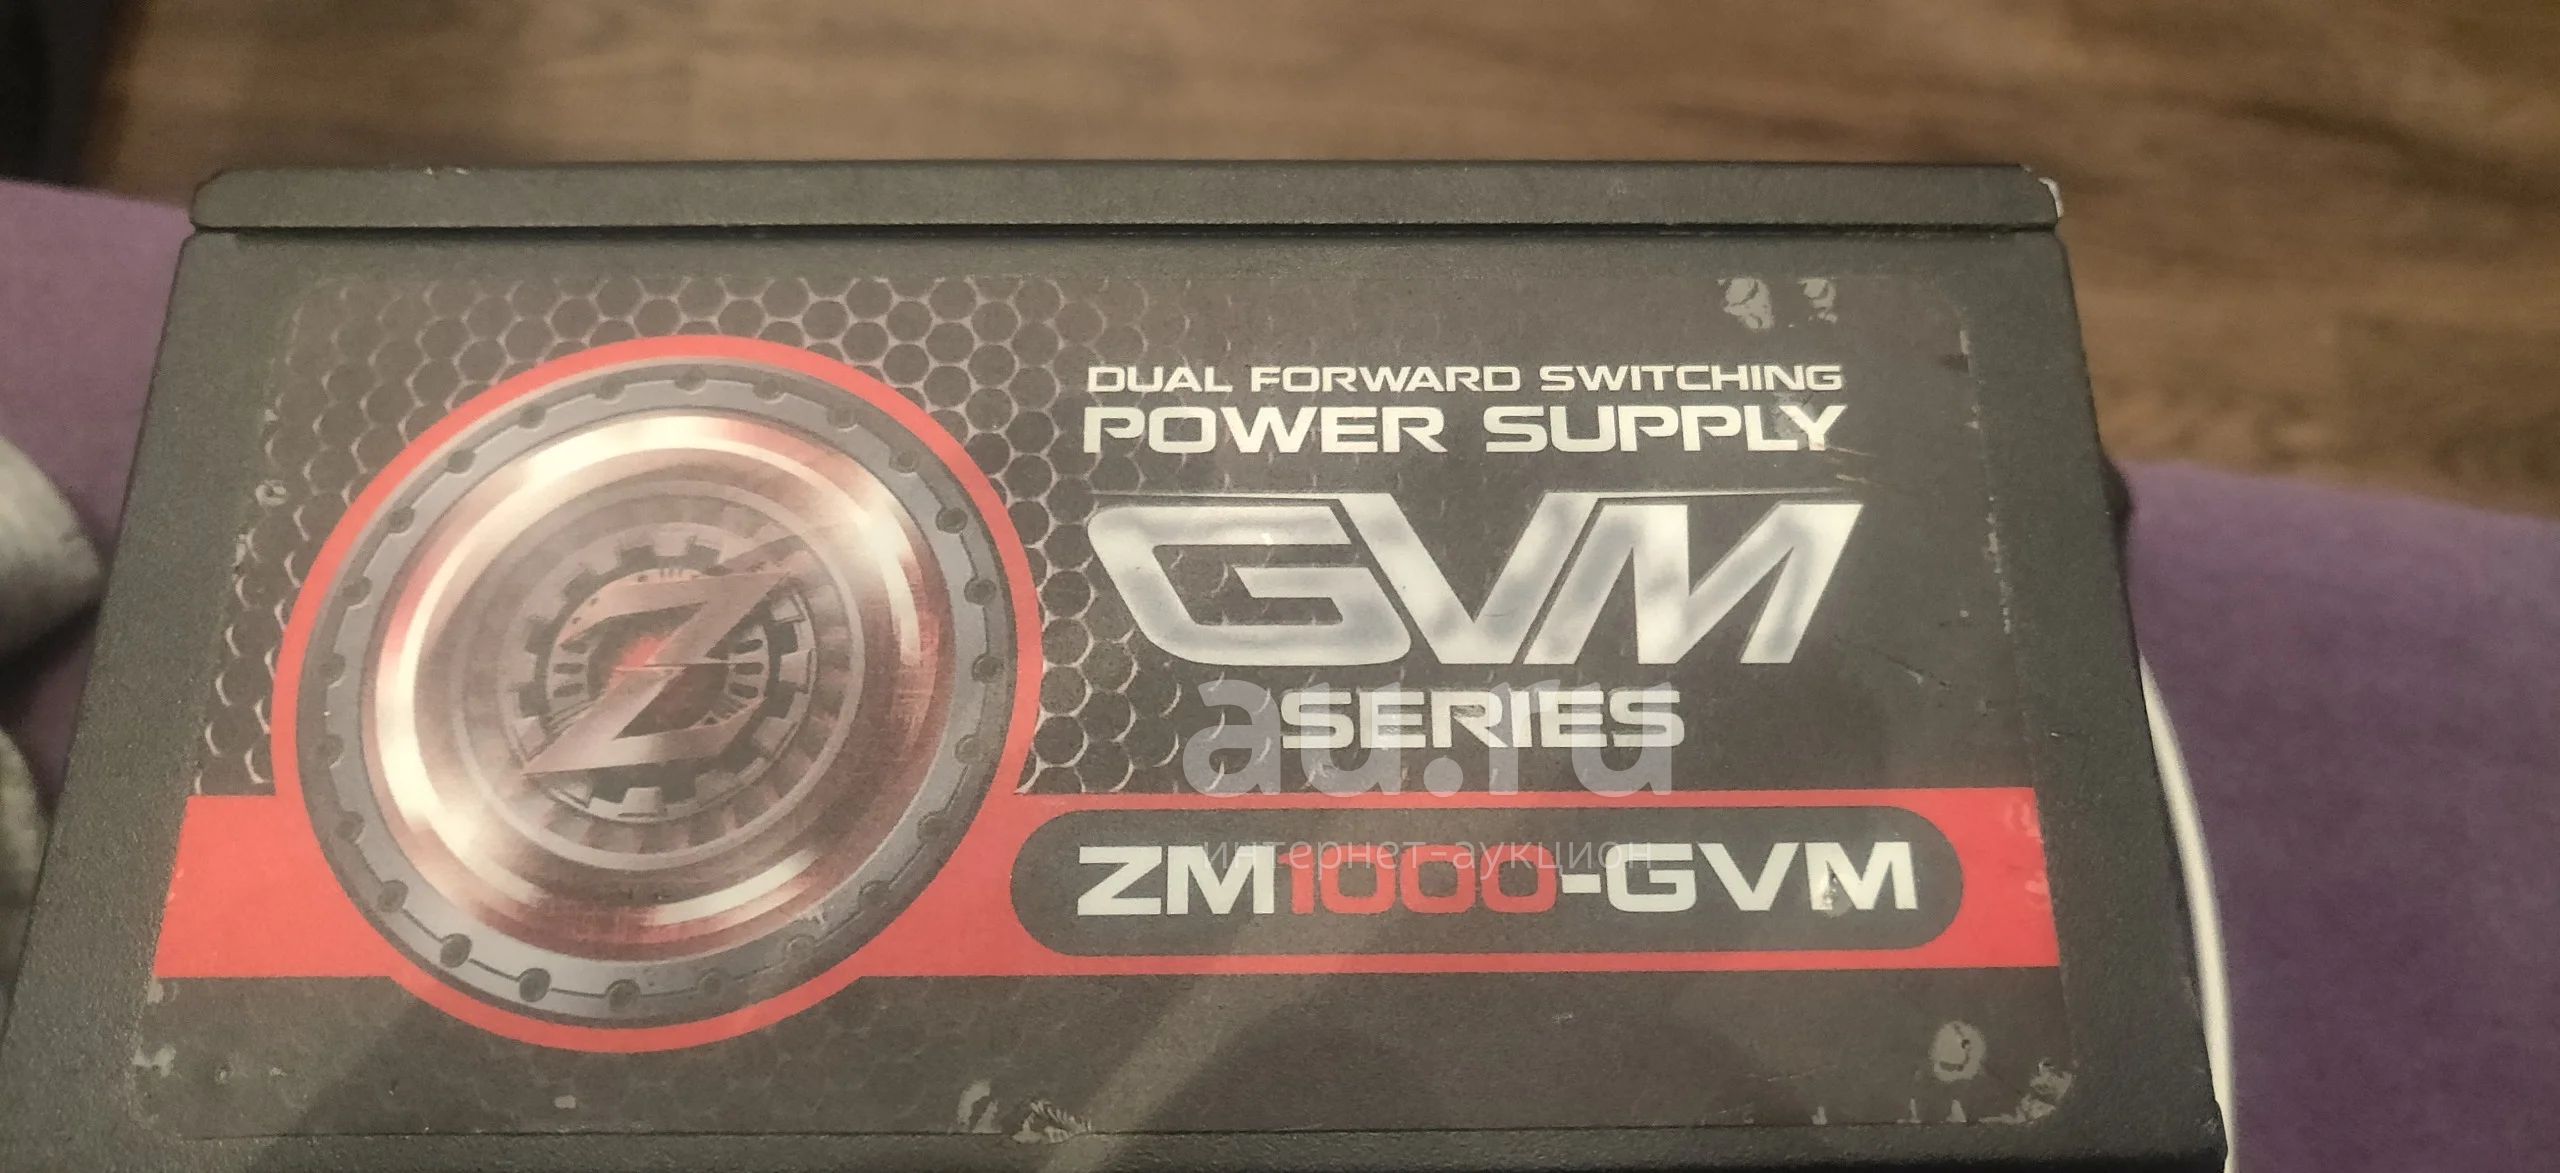 DUAL FORWARD SWITCHING
POWER SUPPLY
GVM
SERIES
au.ru
интернет-аукцион
ZM1000-GVM
Z